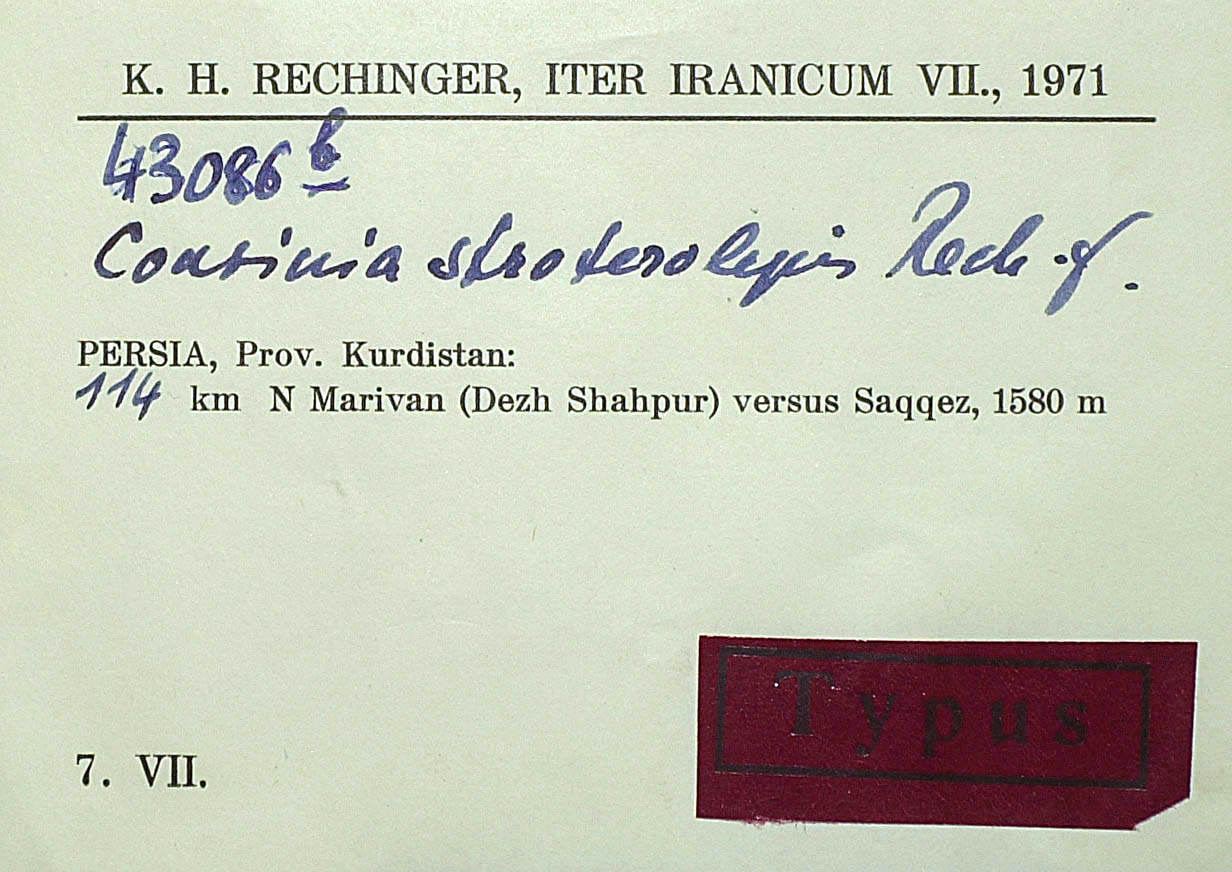 K. H. RECHINGER, ITER IRANICUM VII., 1971
43086 b
Cousinia stroterolepis Rech. f.
PERSIA, Prov. Kurdistan:
114 km N Marivan (Dezh Shahpur) versus Saqqez, 1580 m
Typus
7. VII.